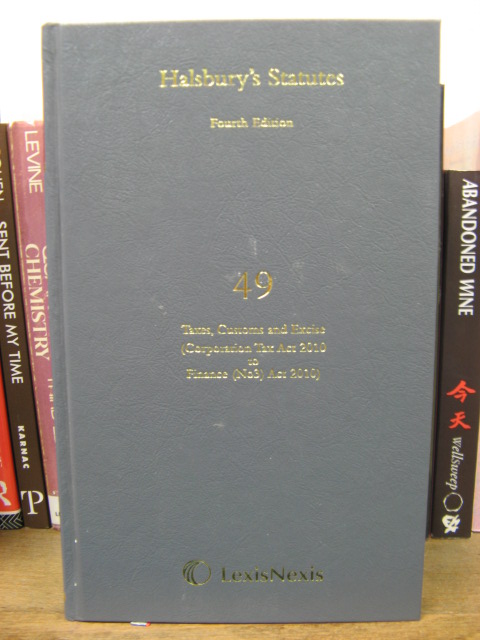 Halsbury's Statutes
Fourth Edition
49
Taxes, Customs and Excise
(Corporation Tax Act 2010
to
Finance (No3) Act 2010)
LexisNexis
SENT BEFORE MY TIME
KARNAC
LEVINE
CHEMISTRY
ABANDONED WINE
今天
Wellsweep